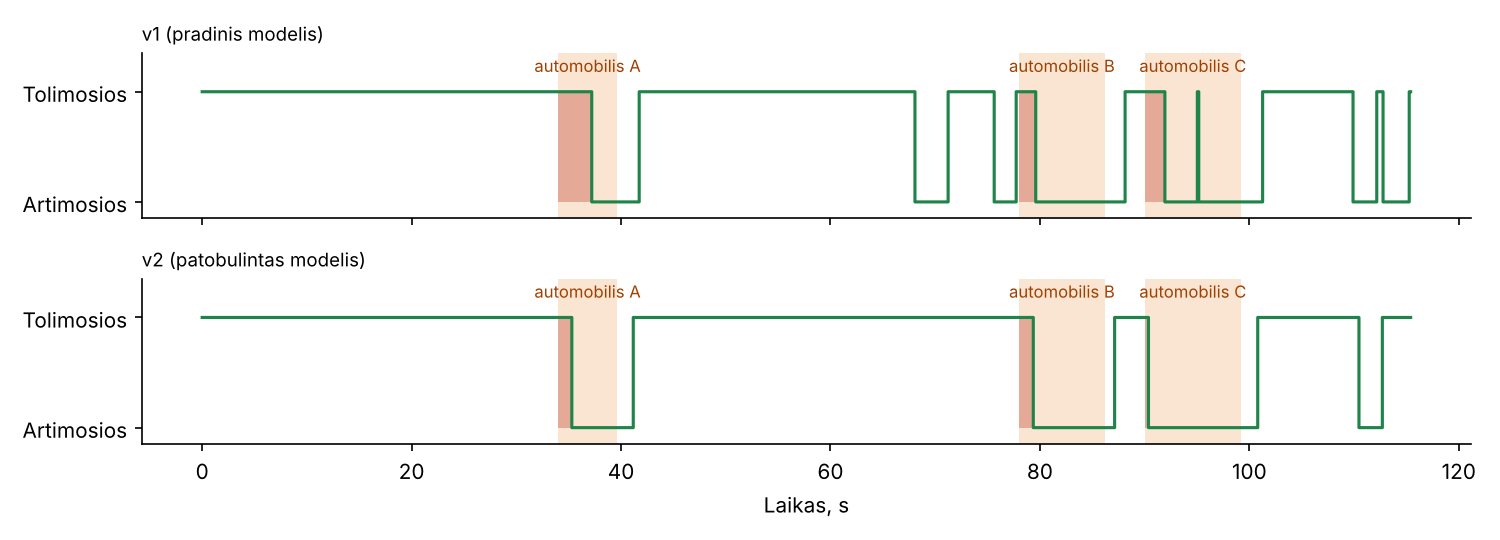 v1 (pradinis modelis)
automobilis A automobilis B automobilis C
Tolimosios
Artimosios
v2 (patobulintas modelis)
automobilis A automobilis B automobilis C
Tolimosios
Artimosios
0 20 40 60 80 100 120
Laikas, s